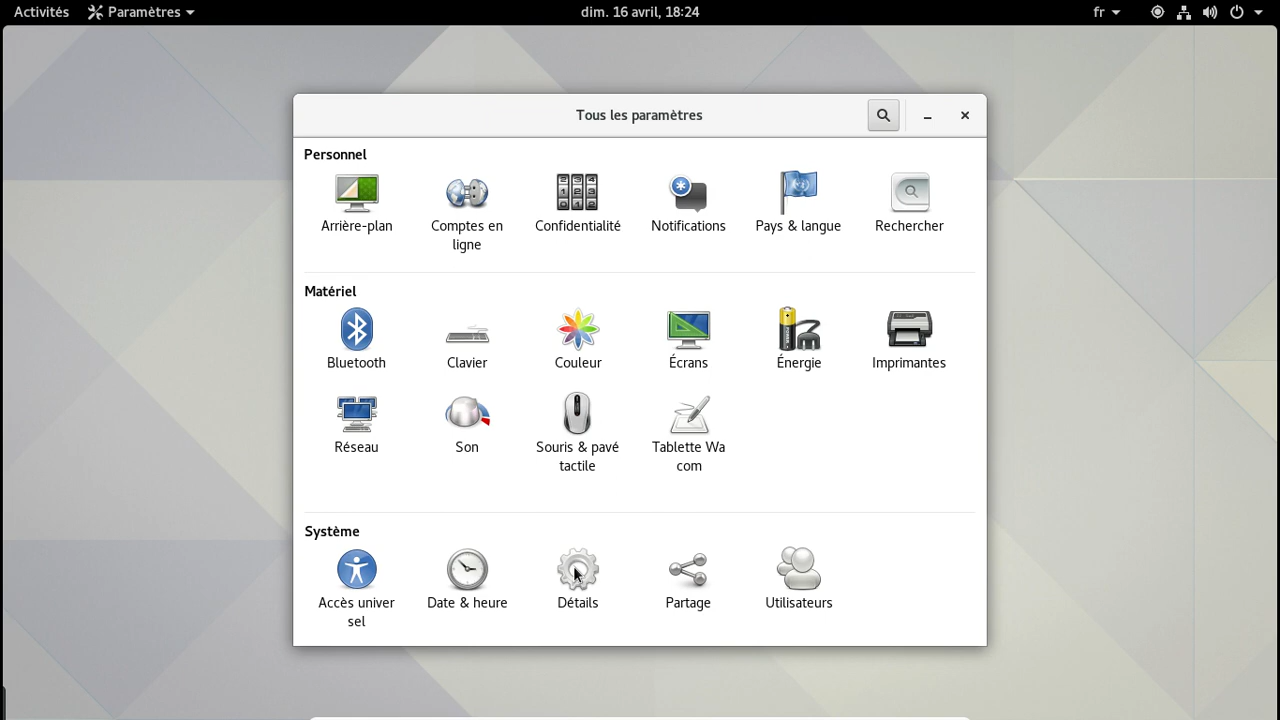 Activités Paramètres dim. 16 avril, 18:24 fr
Tous les paramètres
Personnel
Arrière-plan Comptes en Confidentialité Notifications Pays & langue Rechercher
ligne
Matériel
Bluetooth Clavier Couleur Écrans Énergie Imprimantes
Réseau Son Souris & pavé Tablette Wa
tactile com
Système
Accès univer Date & heure Détails Partage Utilisateurs
sel